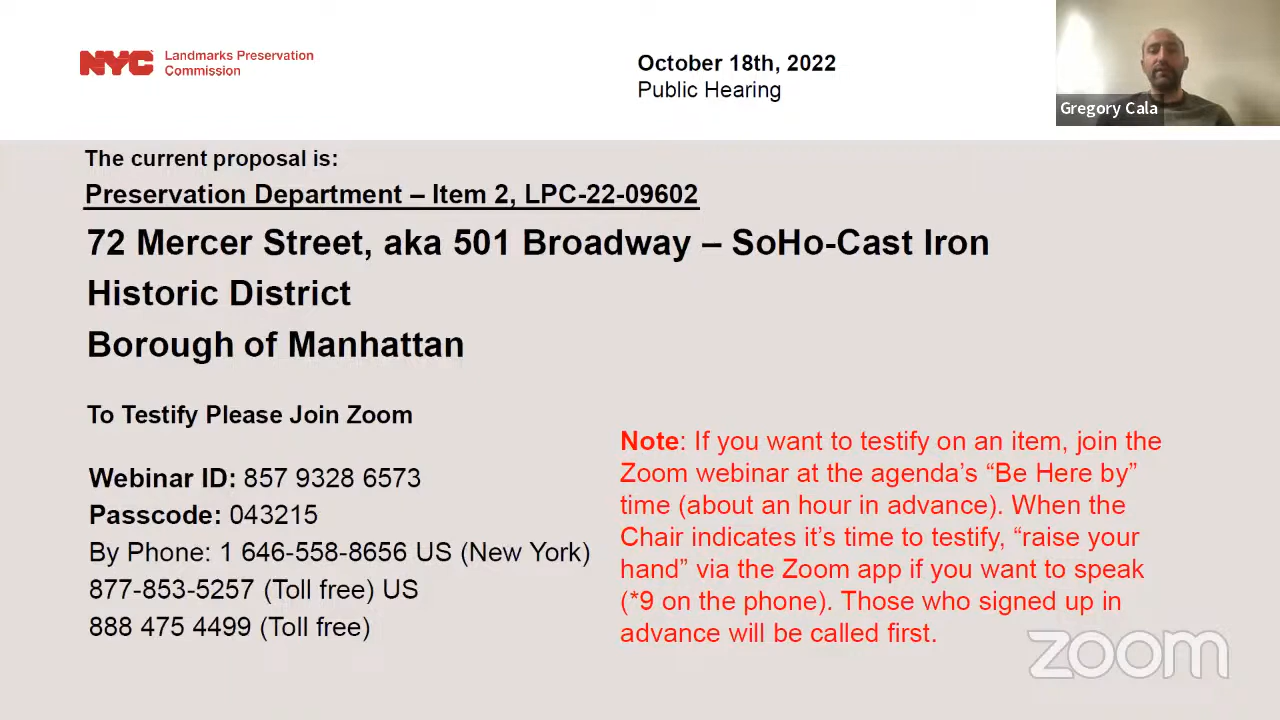 NYC Landmarks Preservation
Commission
October 18th, 2022
Public Hearing
Gregory Cala
The current proposal is:
Preservation Department – Item 2, LPC-22-09602
72 Mercer Street, aka 501 Broadway – SoHo-Cast Iron
Historic District
Borough of Manhattan
To Testify Please Join Zoom
Webinar ID: 857 9328 6573
Passcode: 043215
By Phone: 1 646-558-8656 US (New York)
877-853-5257 (Toll free) US
888 475 4499 (Toll free)
Note: If you want to testify on an item, join the
Zoom webinar at the agenda’s “Be Here by”
time (about an hour in advance). When the
Chair indicates it’s time to testify, “raise your
hand” via the Zoom app if you want to speak
(*9 on the phone). Those who signed up in
advance will be called first.
zoom